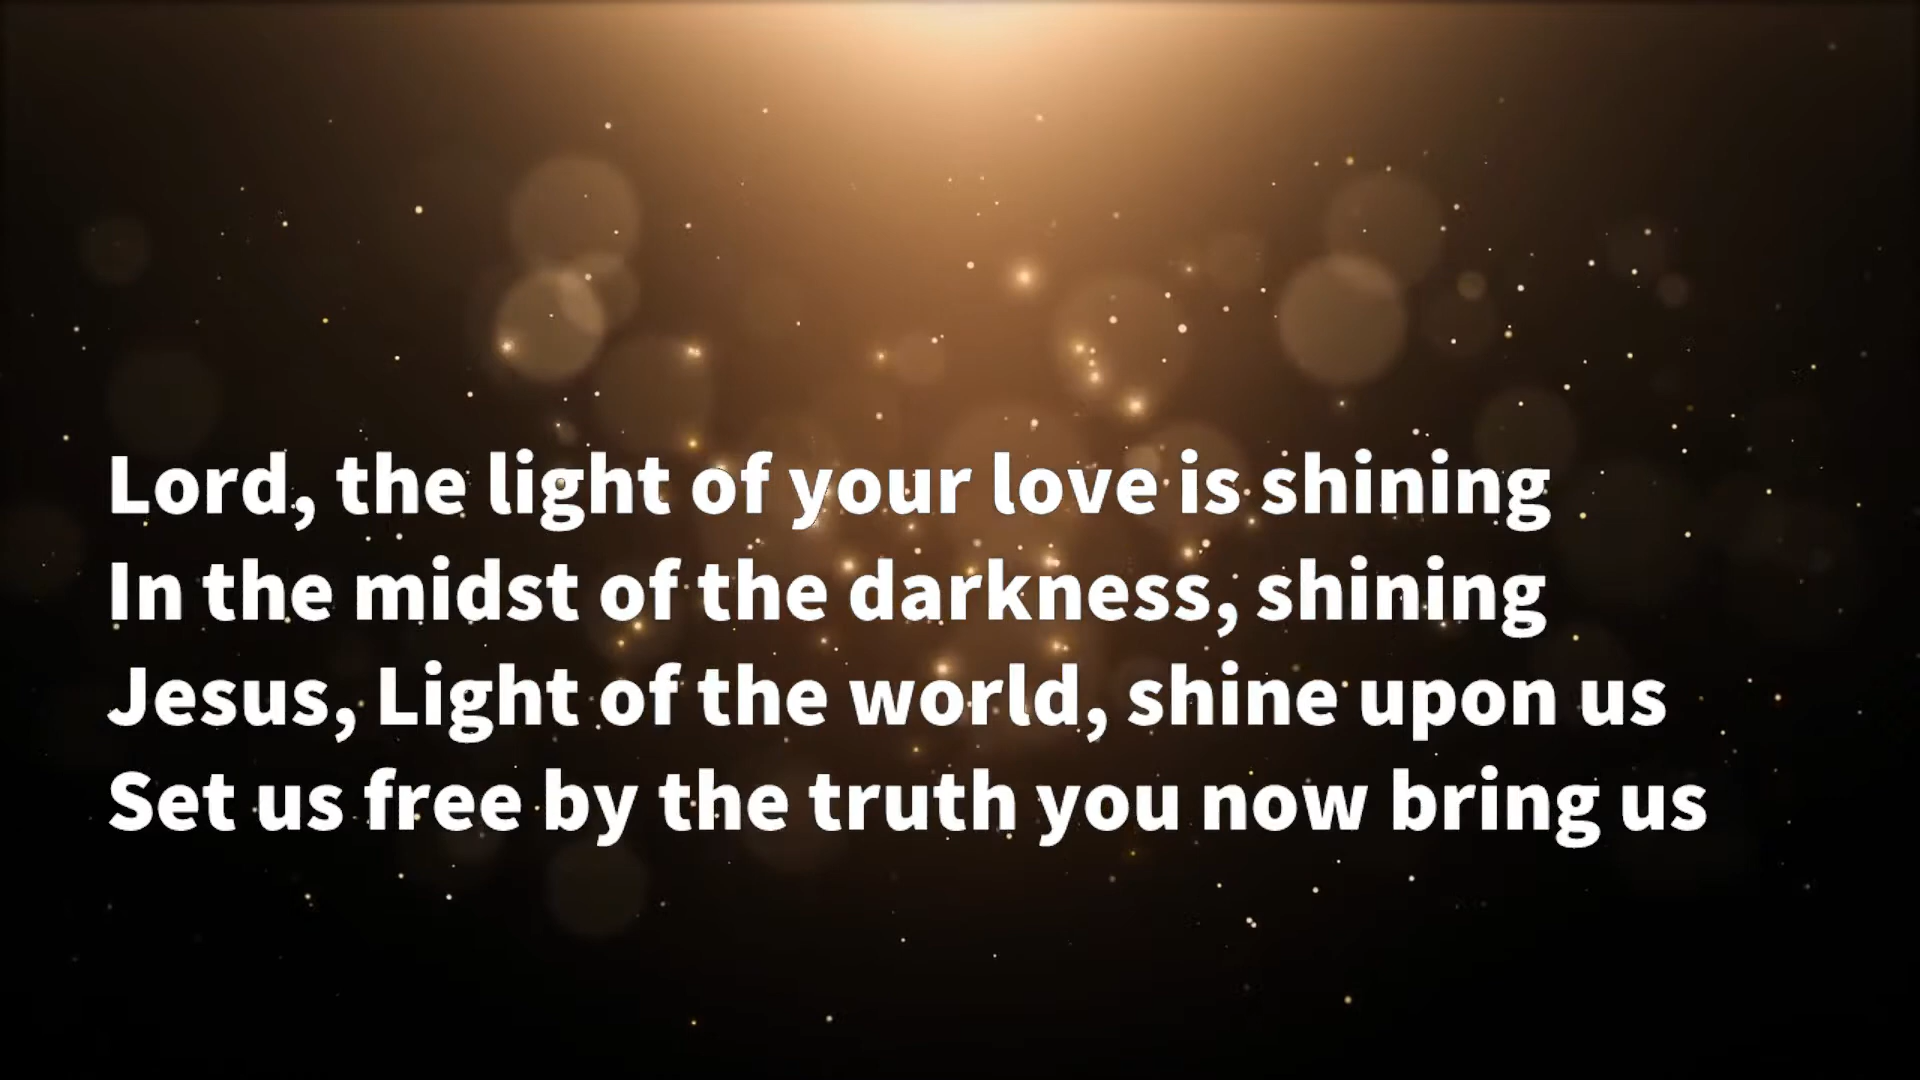 Lord, the light of your love is shining
In the midst of the darkness, shining
Jesus, Light of the world, shine upon us
Set us free by the truth you now bring us